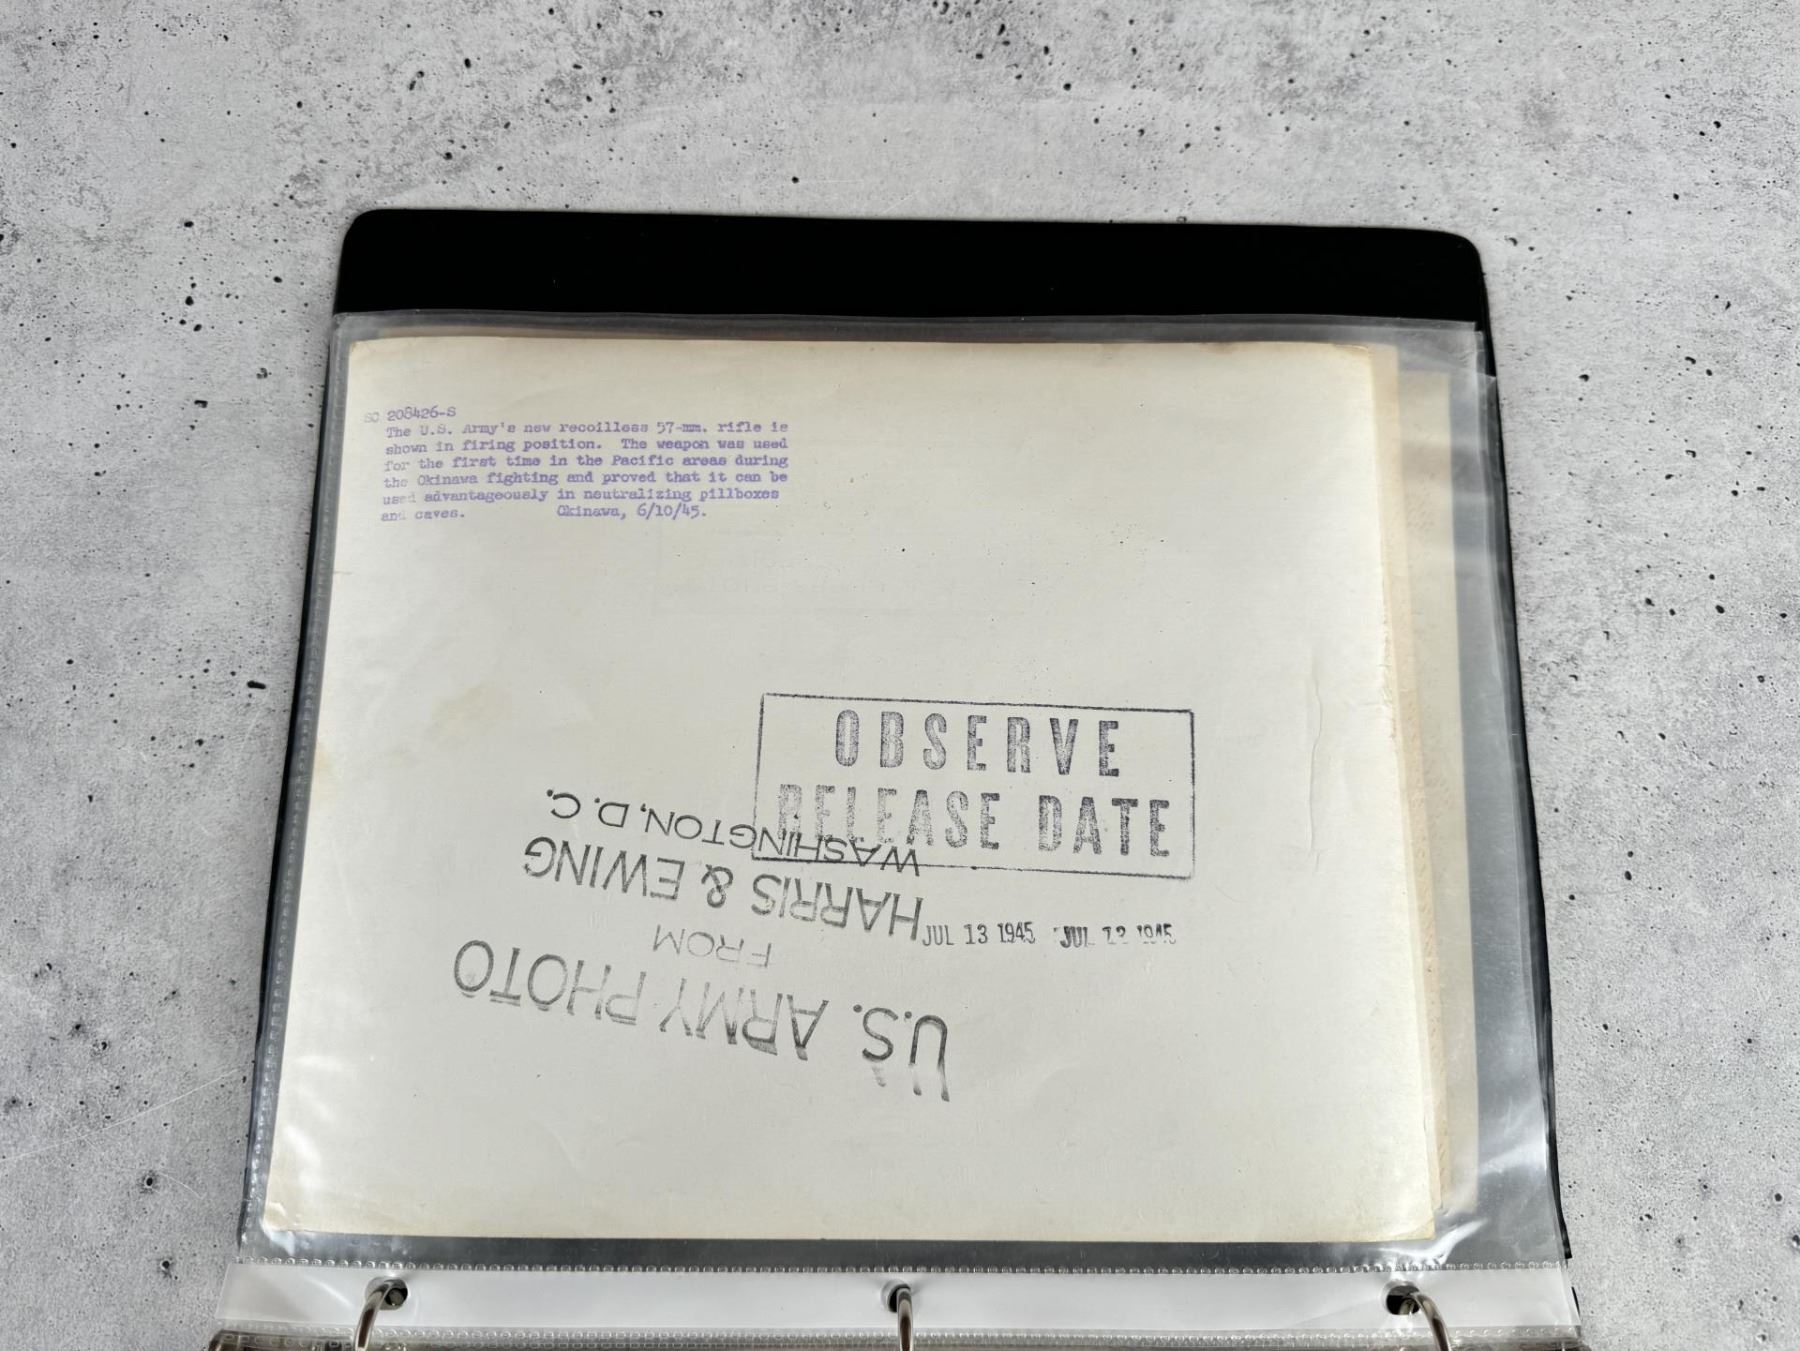 SC 208426-S
The U.S. Army's new recoilless 57-mm. rifle is
shown in firing position. The weapon was used
for the first time in the Pacific areas during
the Okinawa fighting and proved that it can be
used advantageously in neutralizing pillboxes
and caves. Okinawa, 6/10/45.
OBSERVE
RELEASE DATE
JUL 13 1945 JUL 1945
U.S. ARMY PHOTO
FROM
HARRIS & EWING
WASHINGTON, D.C.